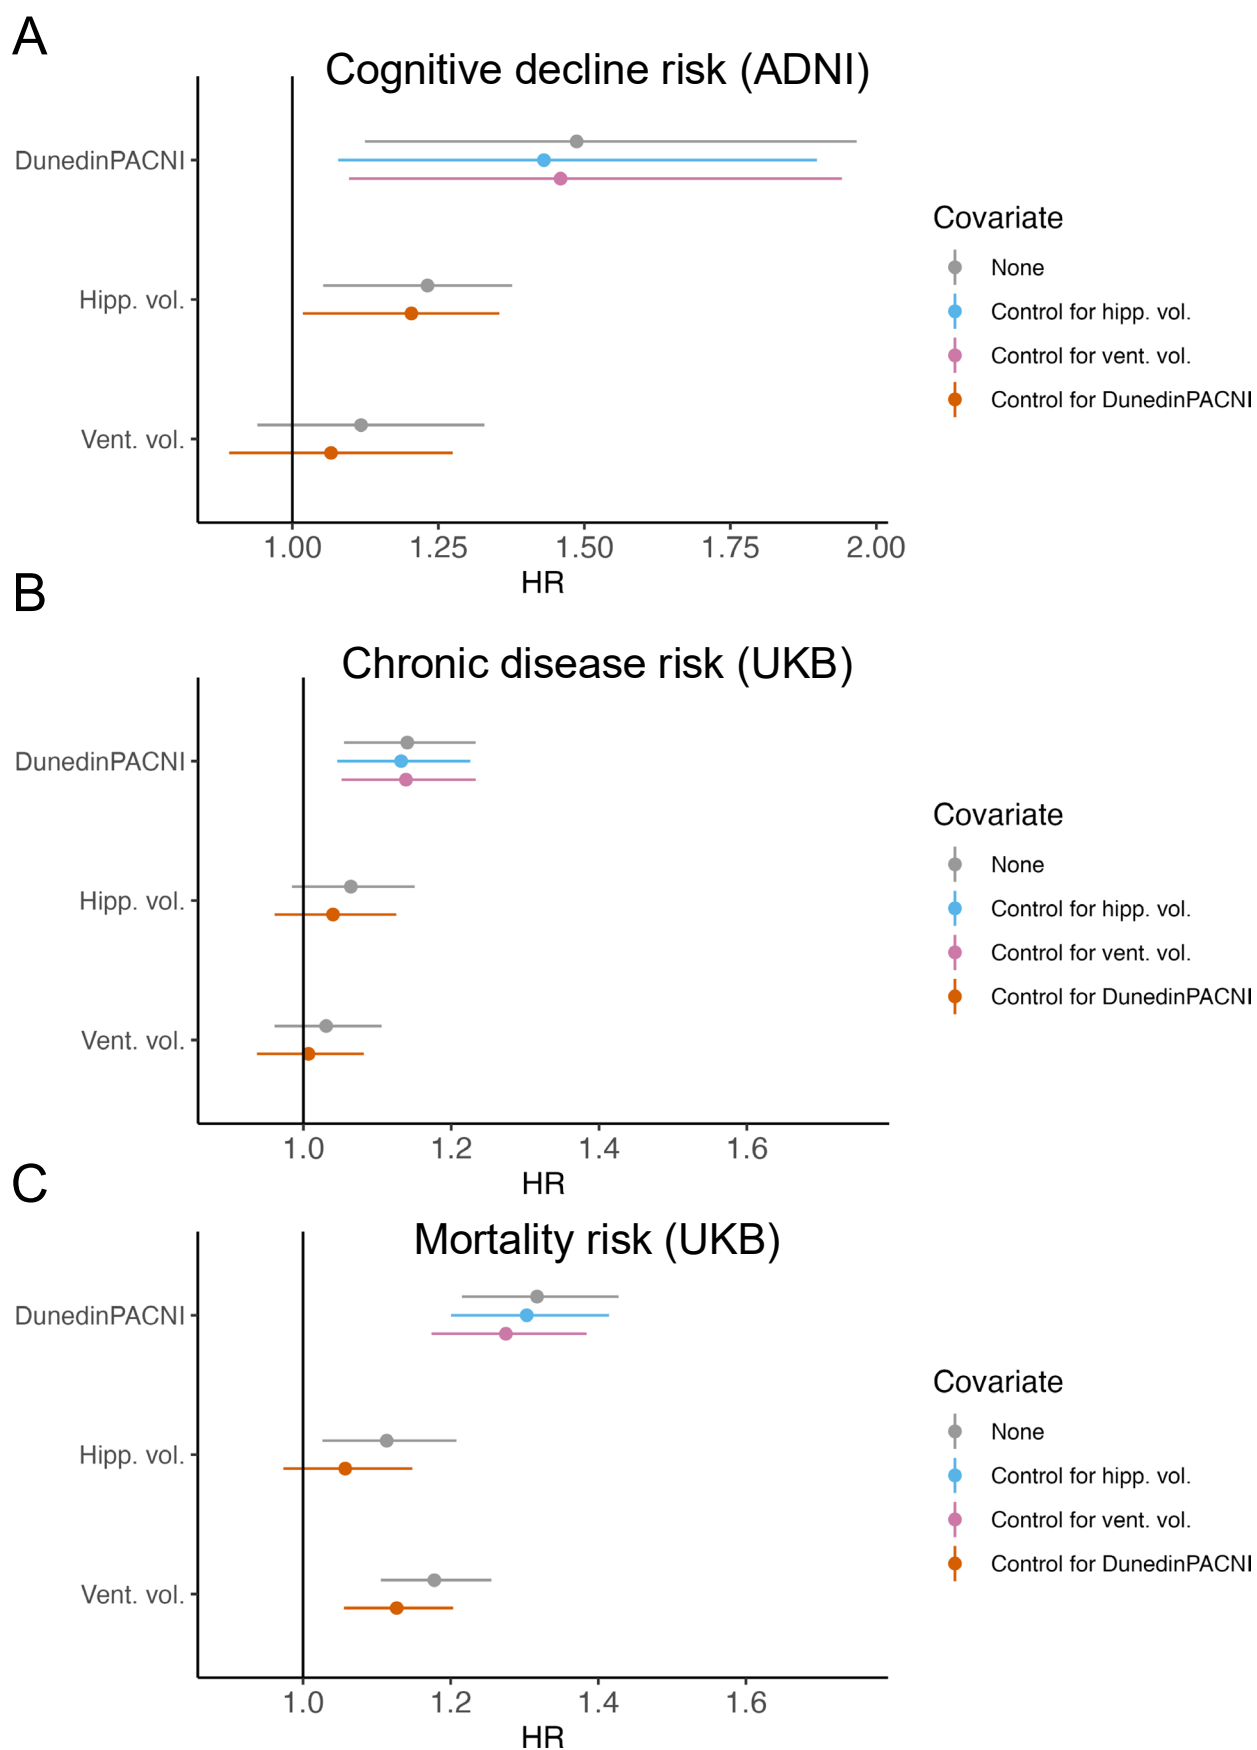 A
Cognitive decline risk (ADNI)
DunedinPACNI
Hipp. vol.
Vent. vol.
1.00 1.25 1.50 1.75 2.00
HR
Covariate
None
Control for hipp. vol.
Control for vent. vol.
Control for DunedinPACNI
B
Chronic disease risk (UKB)
DunedinPACNI
Hipp. vol.
Vent. vol.
1.0 1.2 1.4 1.6
HR
Covariate
None
Control for hipp. vol.
Control for vent. vol.
Control for DunedinPACNI
C
Mortality risk (UKB)
DunedinPACNI
Hipp. vol.
Vent. vol.
1.0 1.2 1.4 1.6
HR
Covariate
None
Control for hipp. vol.
Control for vent. vol.
Control for DunedinPACNI